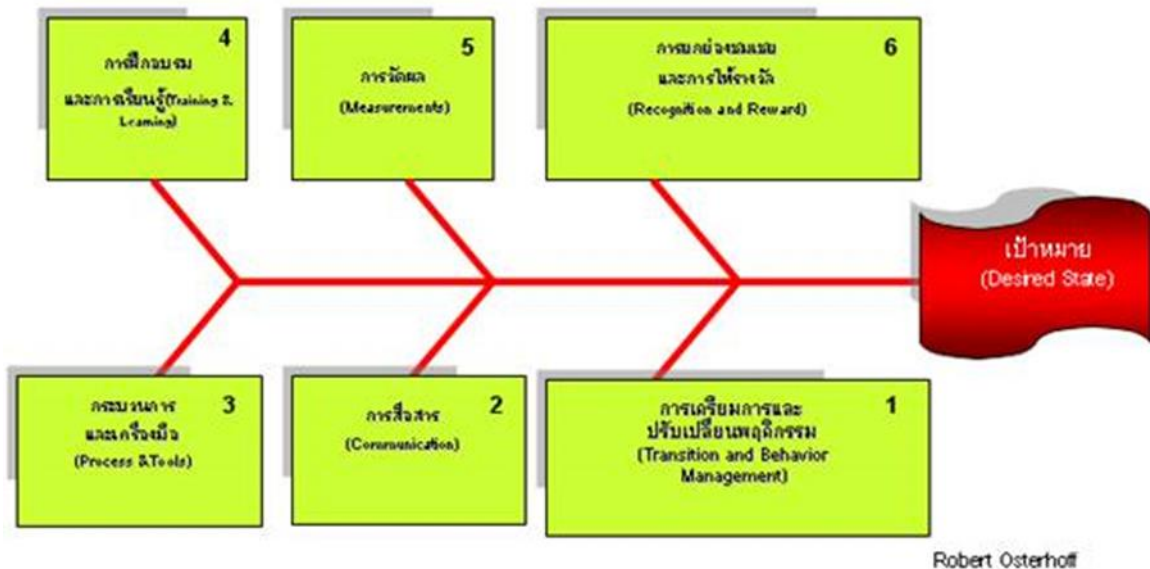 4
การฝึกอบรม
และการเรียนรู้(Training &
Learning)
5
การวัดผล
(Measurements)
6
การยกย่องชมเชย
และการให้รางวัล
(Recognition and Reward)
เป้าหมาย
(Desired State)
3
กระบวนการ
และเครื่องมือ
(Process &Tools)
2
การสื่อสาร
(Communication)
1
การเตรียมการและ
ปรับเปลี่ยนพฤติกรรม
(Transition and Behavior
Management)
Robert Osterhoff